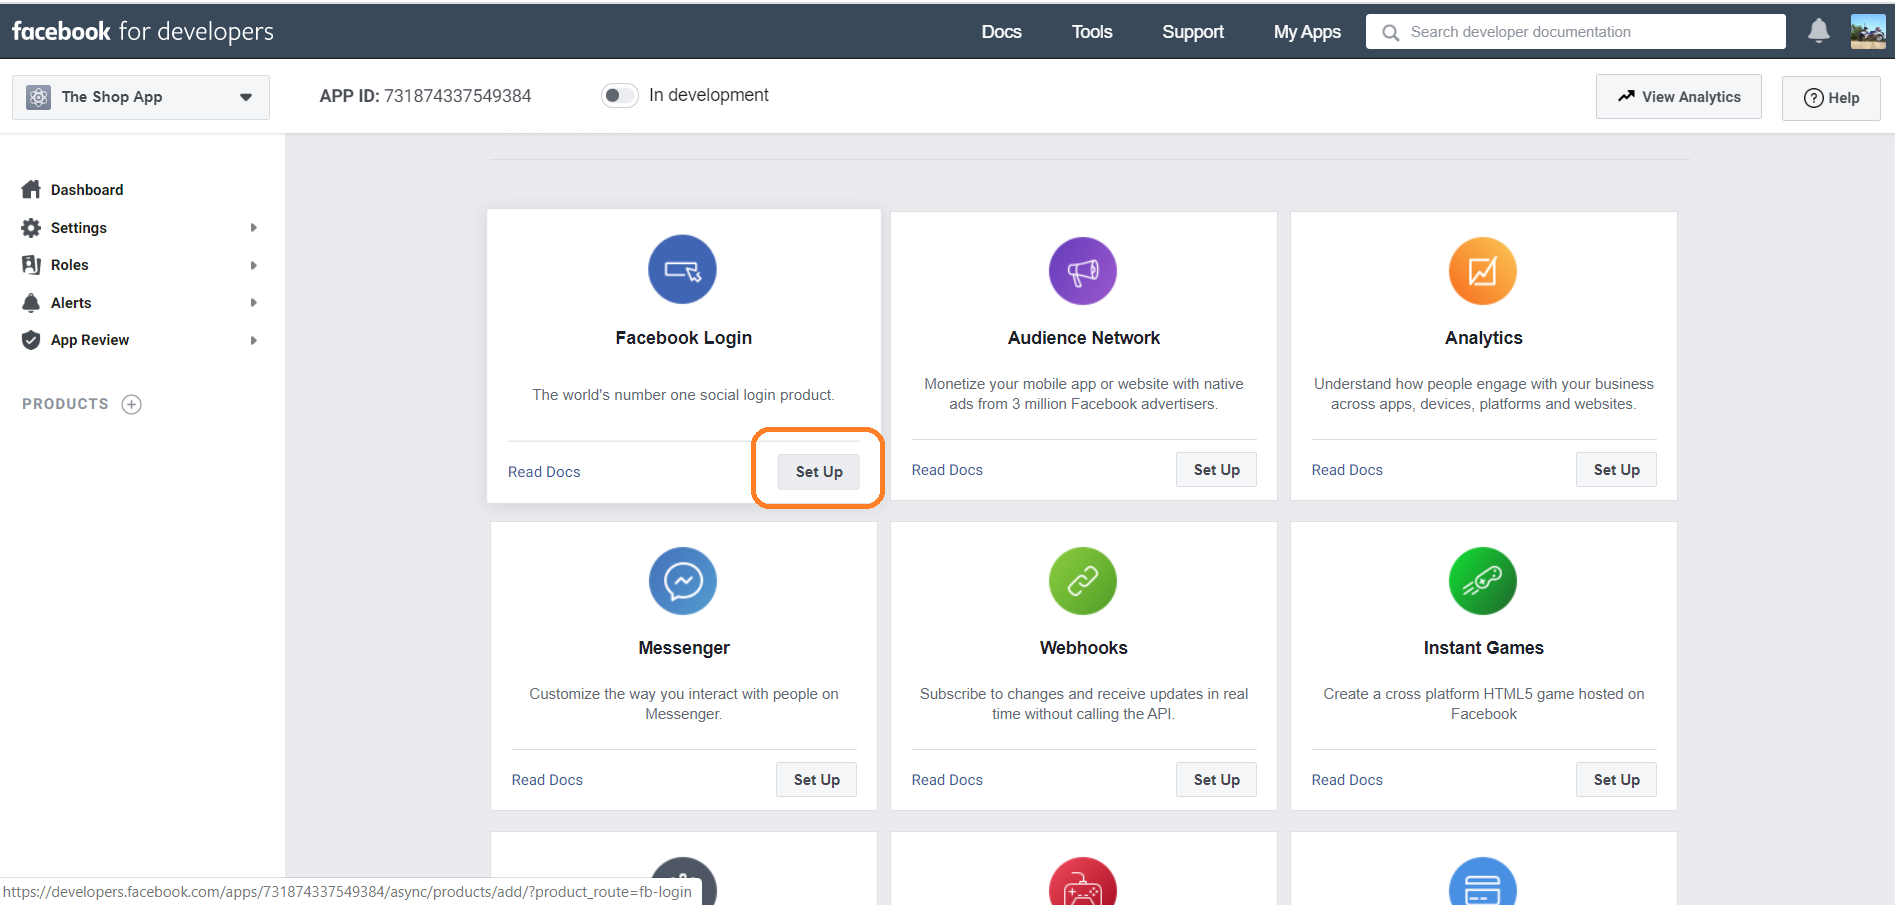 facebook for developers
Docs
Tools
Support
My Apps
Search developer documentation
The Shop App
APP ID: 731874337549384
In development
View Analytics
? Help
Dashboard
Settings
Roles
Alerts
App Review
PRODUCTS
Facebook Login
The world's number one social login product.
Read Docs
Set Up
Audience Network
Monetize your mobile app or website with native
ads from 3 million Facebook advertisers.
Read Docs
Set Up
Analytics
Understand how people engage with your business
across apps, devices, platforms and websites.
Read Docs
Set Up
Messenger
Customize the way you interact with people on
Messenger.
Read Docs
Set Up
Webhooks
Subscribe to changes and receive updates in real
time without calling the API.
Read Docs
Set Up
Instant Games
Create a cross platform HTML5 game hosted on
Facebook
Read Docs
Set Up
https://developers.facebook.com/apps/731874337549384/async/products/add/?product_route=fb-login